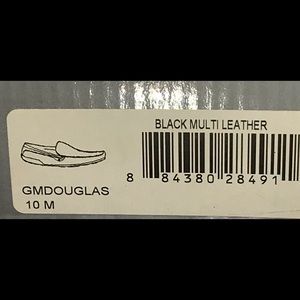 BLACK MULTI LEATHER
8 84380 28491
GMDOUGLAS
10 M